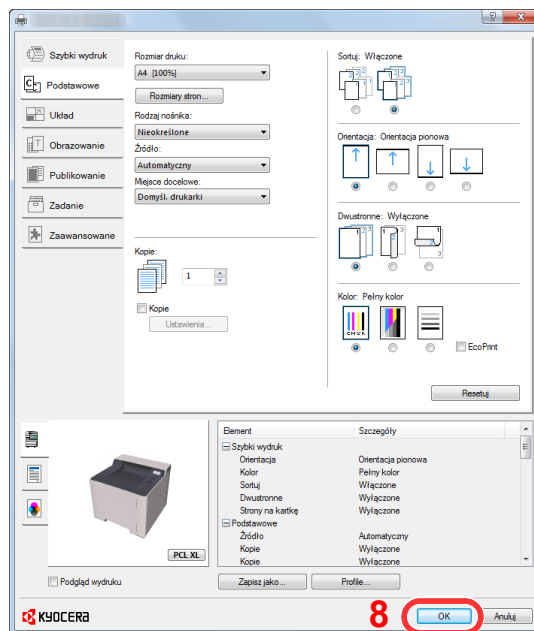 Szybki wydruk
Podstawowe
Układ
Obrazowanie
Publikowanie
Zadanie
Zaawansowane
Rozmiar druku:
A4 [100%]
Rozmiary stron...
Rodzaj nośnika:
Nieokreślone
Źródło:
Automatyczny
Miejsce docelowe:
Domyśl. drukarki
Kopie:
1
Kopie
Ustawienia...
Sortuj: Włączone
Orientacja: Orientacja pionowa
Dwustronne: Wyłączone
Kolor: Pełny kolor
CMYK
EcoPrint
Resetuj
Element Szczegóły
Szybki wydruk
Orientacja Orientacja pionowa
Kolor Pełny kolor
Sortuj Włączone
Dwustronne Wyłączone
Strony na kartkę Wyłączone
Podstawowe
Źródło Automatyczny
Kopie Wyłączone
Kopie Wyłaczone
PCL XL
Podgląd wydruku
Zapisz jako...
Profile...
KYOCERA
8
OK
Anuluj